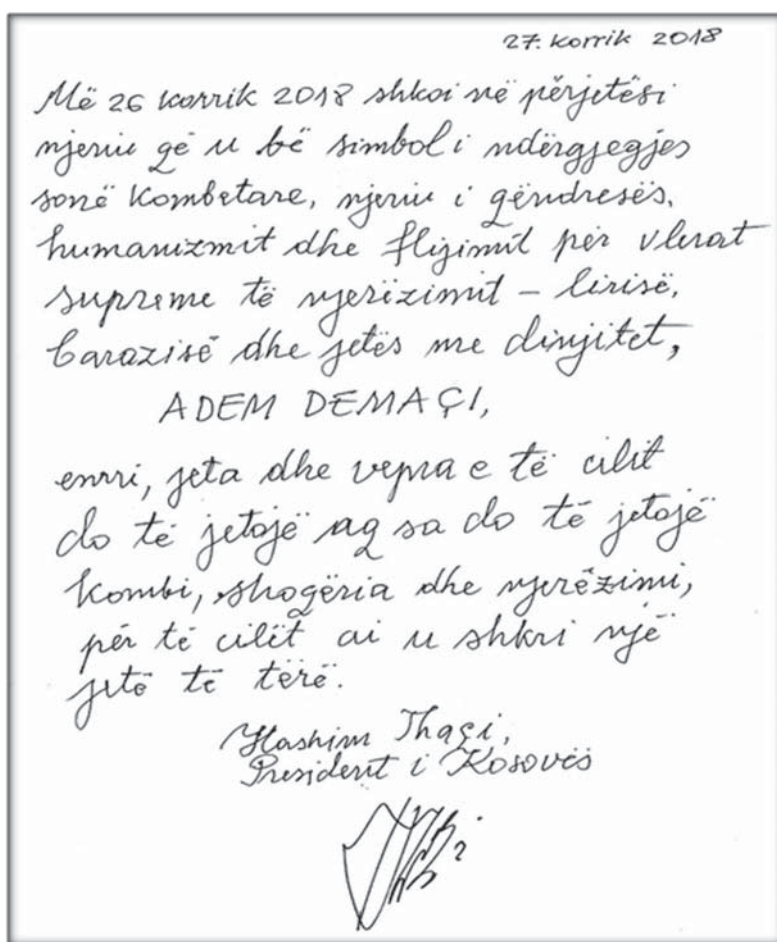 27. korrik 2018
Më 26 korrik 2018 shkoi në përjetësi
njeriu që u bë simbol i ndërgjegjes
sonë kombëtare, njeriu i qëndresës,
humanizmit dhe flijimit për vlerat
supreme të njerëzimit - lirisë,
barazisë dhe jetës me dinjitet,
ADEM DEMAÇI,
emri, jeta dhe vepra e të cilit
do të jetojë aq sa do të jetojë
kombi, shoqëria dhe njerëzimi,
për të cilët ai u shkri një
jetë të tërë.
Hashim Thaçi,
President i Kosovës